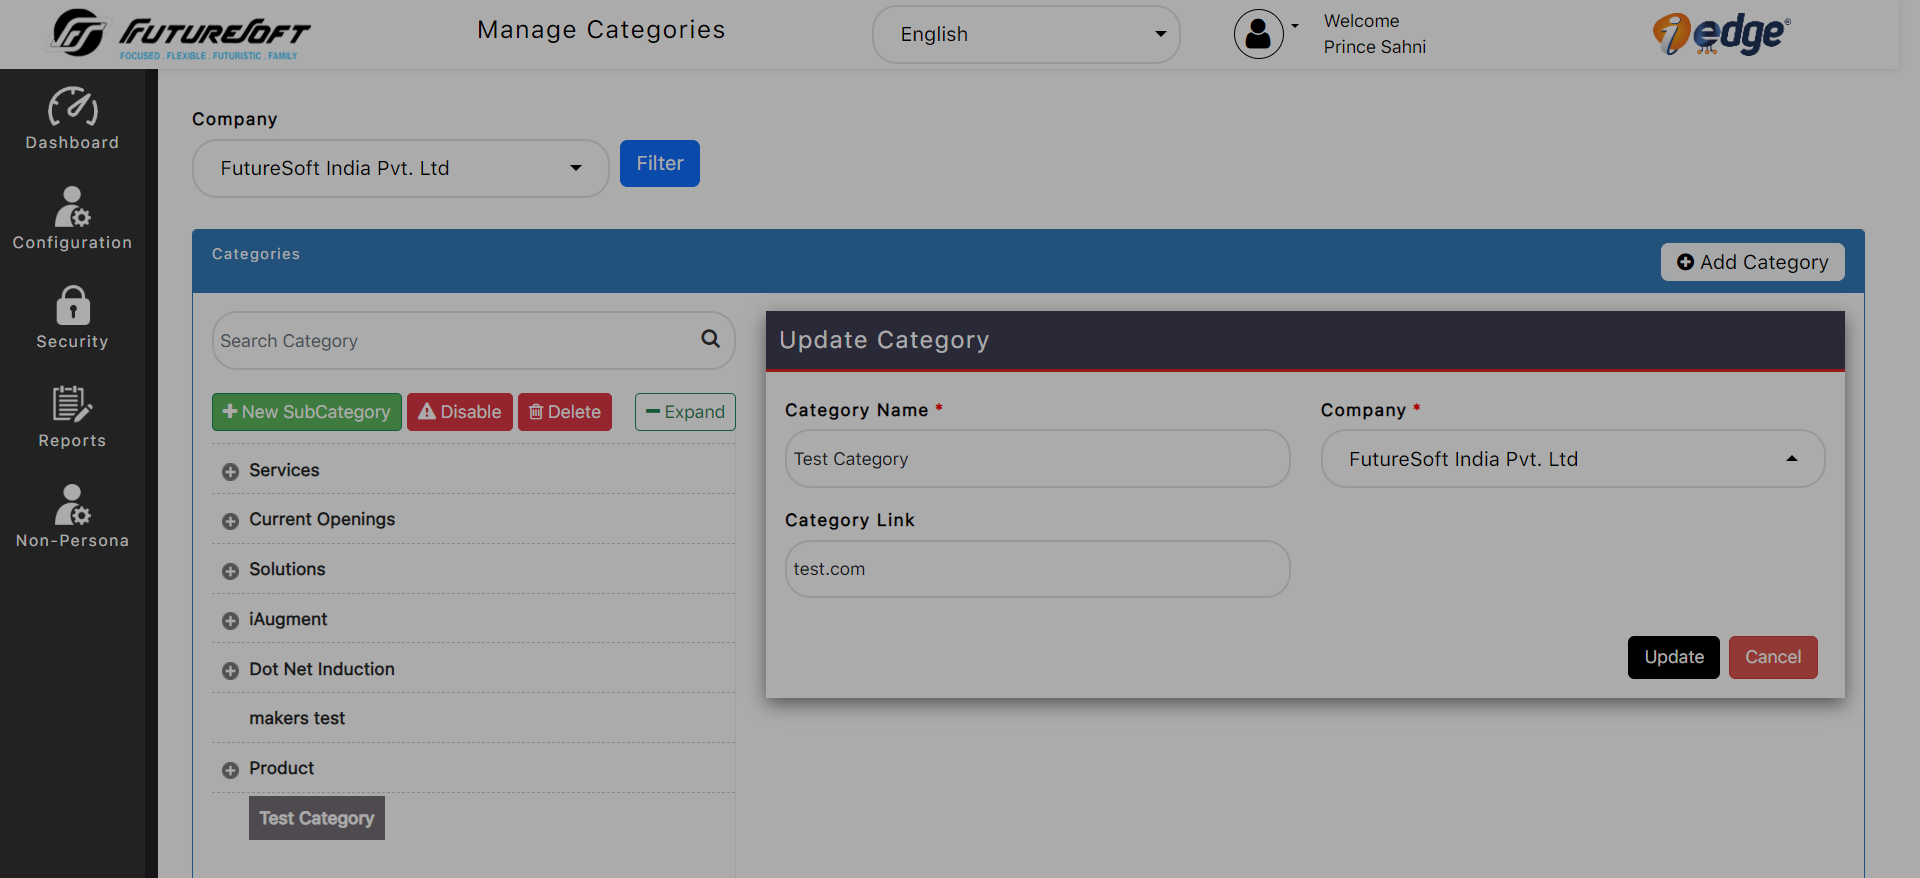 FUTURESOFT
FOCUSED . FLEXIBLE . FUTURISTIC . FAMILY
Manage Categories
English
Welcome
Prince Sahni
iedge®
Dashboard
Configuration
Security
Reports
Non-Persona
Company
FutureSoft India Pvt. Ltd
Filter
Categories
Add Category
Search Category
New SubCategory
Disable
Delete
Expand
Services
Current Openings
Solutions
iAugment
Dot Net Induction
makers test
Product
Test Category
Update Category
Category Name *
Company *
Test Category
FutureSoft India Pvt. Ltd
Category Link
test.com
Update
Cancel